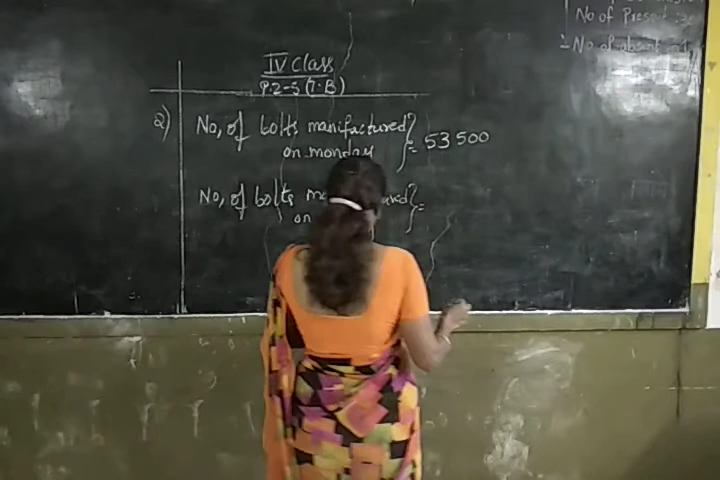 IV Class
P.2-5 (T.B)
2) No, of bolts manifactured } = 53500
on monday
No, of bolts
on
No of Present
No of absent